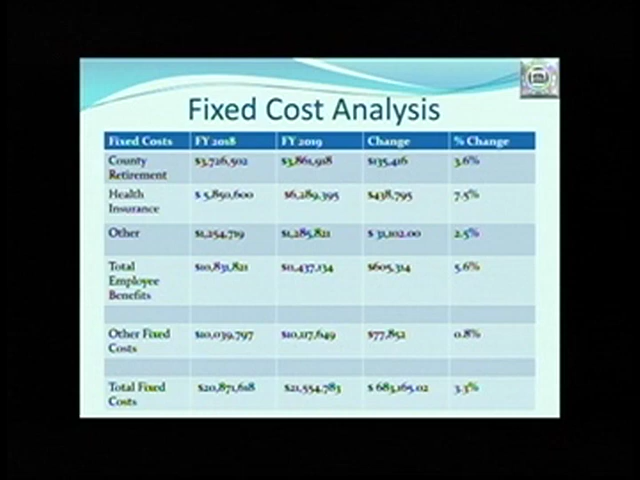 Fixed Cost Analysis
Fixed Costs FY 2018 FY 2019 Change % Change
County Retirement $3,726,502 $3,861,918 $135,416 3.6%
Health Insurance $ 5,850,600 $6,289,395 $438,795 7.5%
Other $1,254,719 $1,285,821 $ 31,102.00 2.5%
Total Employee Benefits $10,831,821 $11,437,134 $605,314 5.6%
Other Fixed Costs $10,039,797 $10,117,649 $77,852 0.8%
Total Fixed Costs $20,871,618 $21,554,783 $ 683,165.02 3.3%